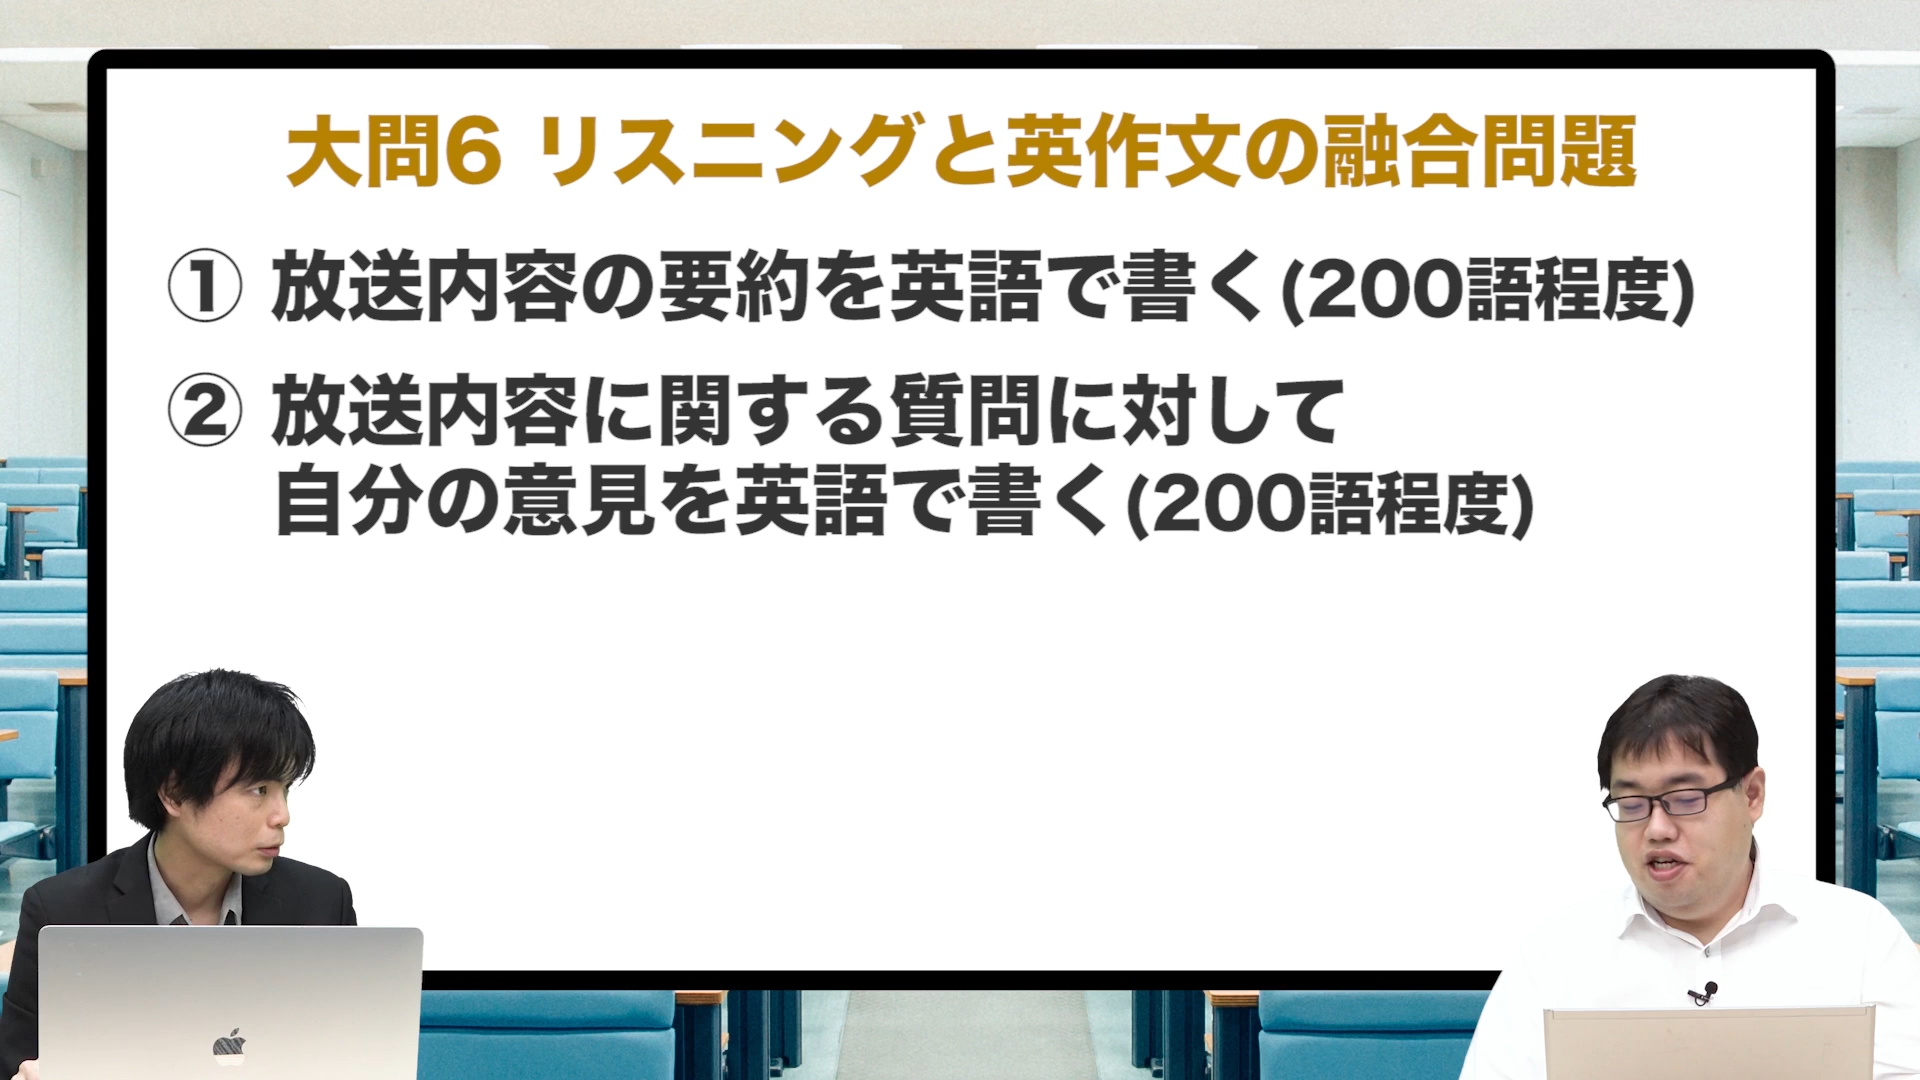 大問6 リスニングと英作文の融合問題
① 放送内容の要約を英語で書く(200語程度)
② 放送内容に関する質問に対して
自分の意見を英語で書く(200語程度)